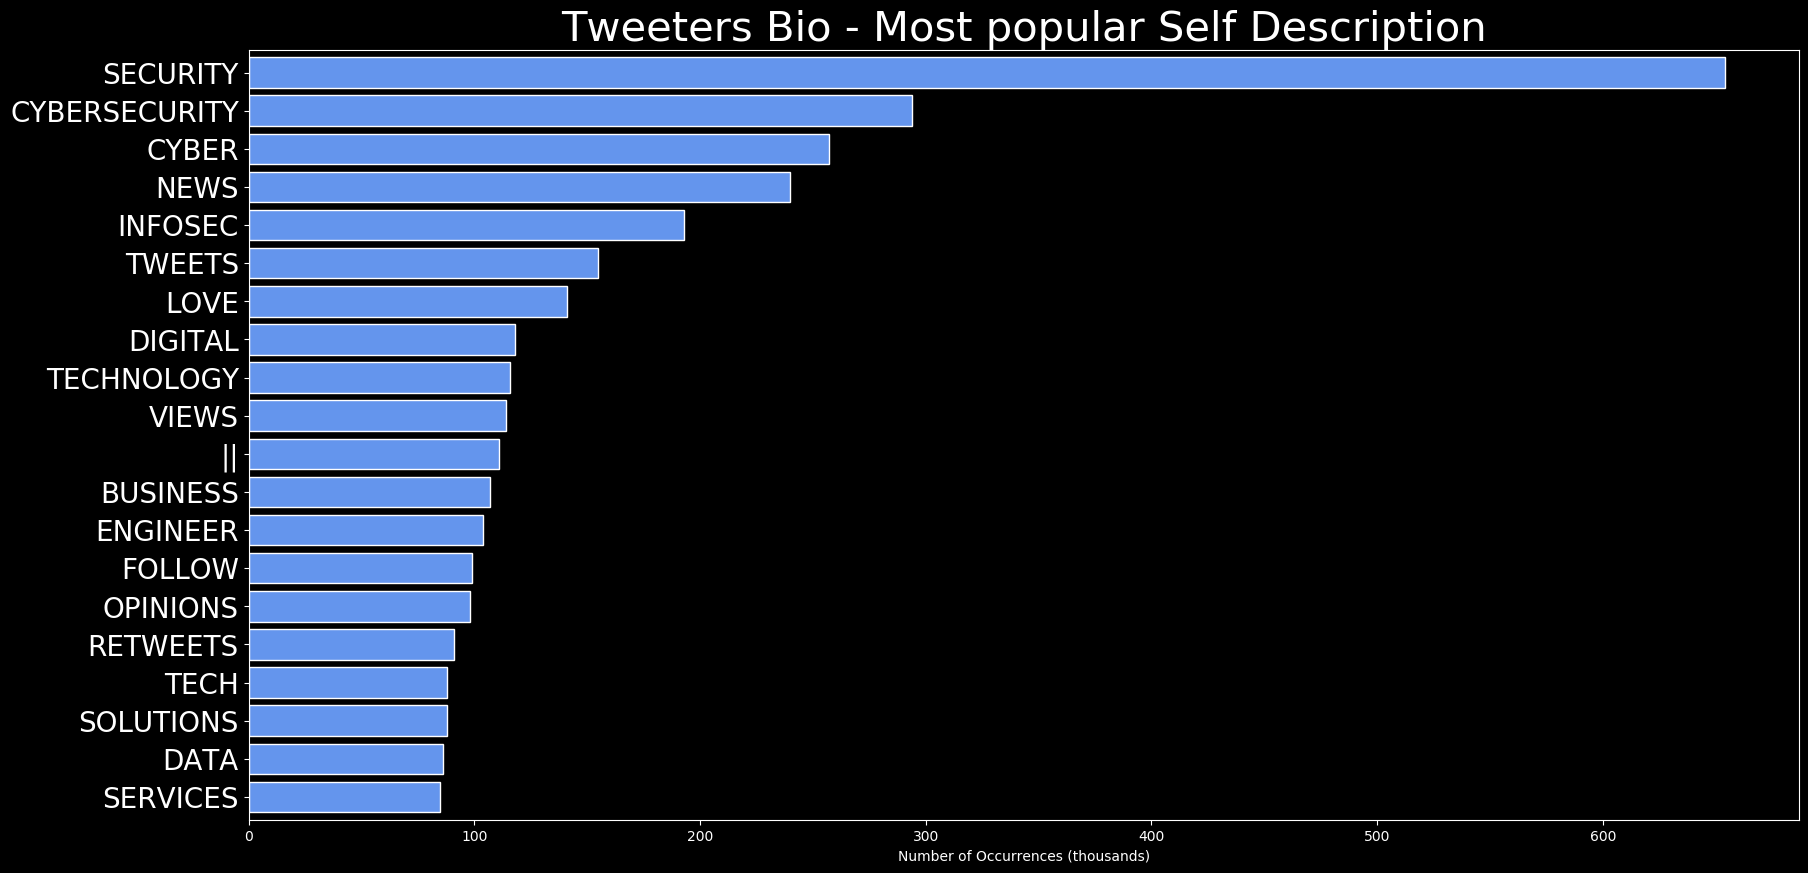 Tweeters Bio - Most popular Self Description
SECURITY
CYBERSECURITY
CYBER
NEWS
INFOSEC
TWEETS
LOVE
DIGITAL
TECHNOLOGY
VIEWS
||
BUSINESS
ENGINEER
FOLLOW
OPINIONS
RETWEETS
TECH
SOLUTIONS
DATA
SERVICES
0 100 200 300 400 500 600
Number of Occurrences (thousands)